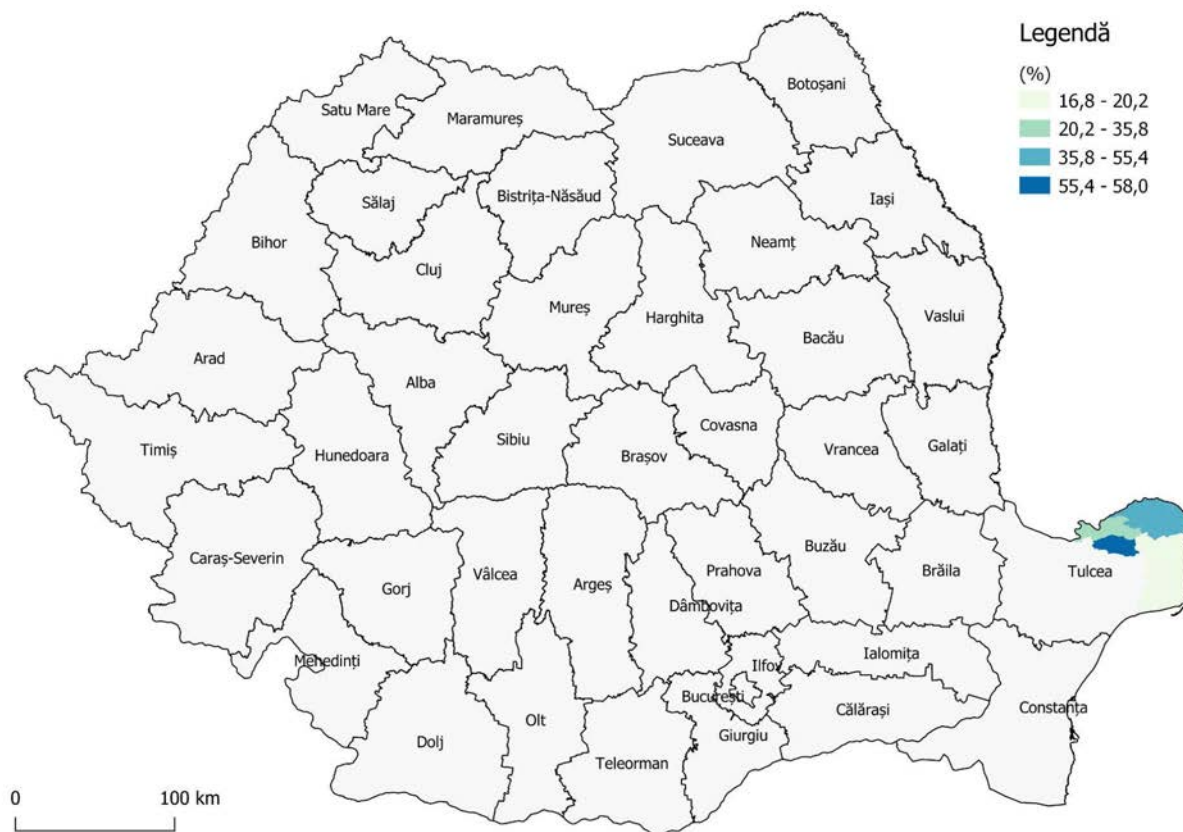 Legendă
(%)
16,8 - 20,2
20,2 - 35,8
35,8 - 55,4
55,4 - 58,0
Botoșani
Satu Mare
Maramureș
Suceava
Bistrița-Năsăud
Sălaj
Iași
Bihor
Neamț
Cluj
Mureș
Harghita
Vaslui
Bacău
Arad
Alba
Covasna
Sibiu
Timiș
Hunedoara
Brașov
Vrancea
Galați
Caraș-Severin
Buzău
Gorj
Vâlcea
Argeș
Prahova
Brăila
Tulcea
Dâmbovița
Mehedinți
Ilfov
Ialomița
București
Constanța
Călărași
Olt
Giurgiu
Dolj
Teleorman
0 100 km